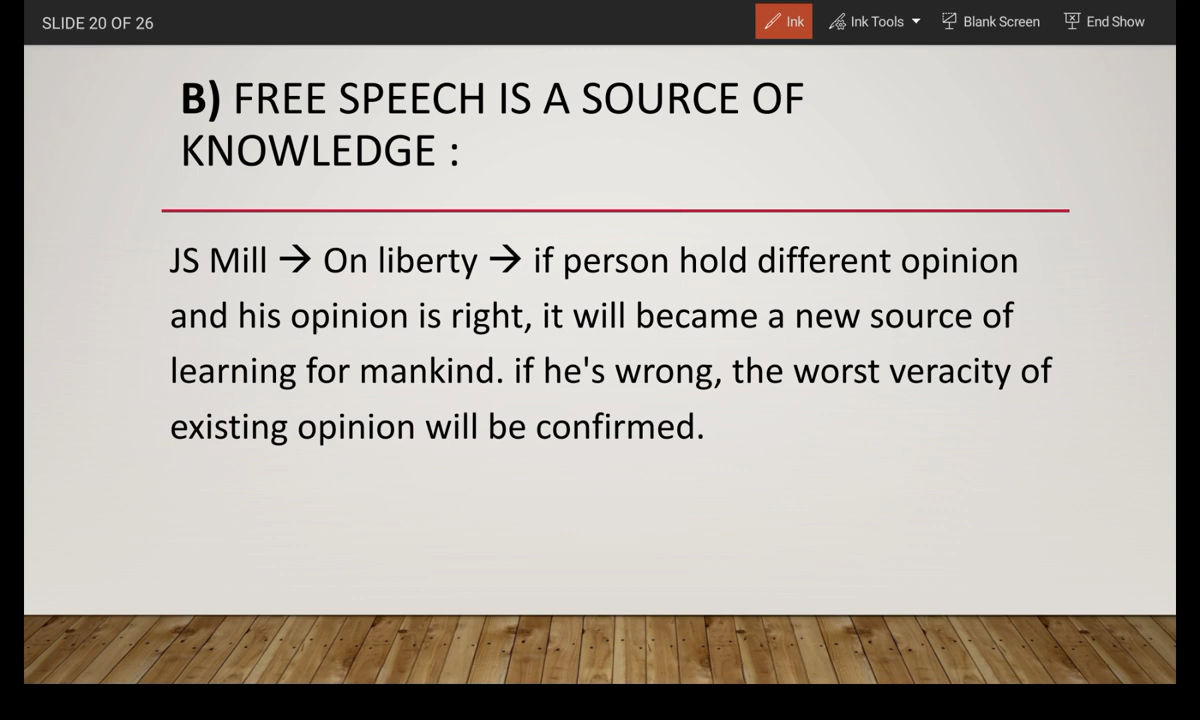 SLIDE 20 OF 26
Ink
Ink Tools
Blank Screen
End Show
B) FREE SPEECH IS A SOURCE OF
KNOWLEDGE :
JS Mill → On liberty → if person hold different opinion
and his opinion is right, it will became a new source of
learning for mankind. if he's wrong, the worst veracity of
existing opinion will be confirmed.